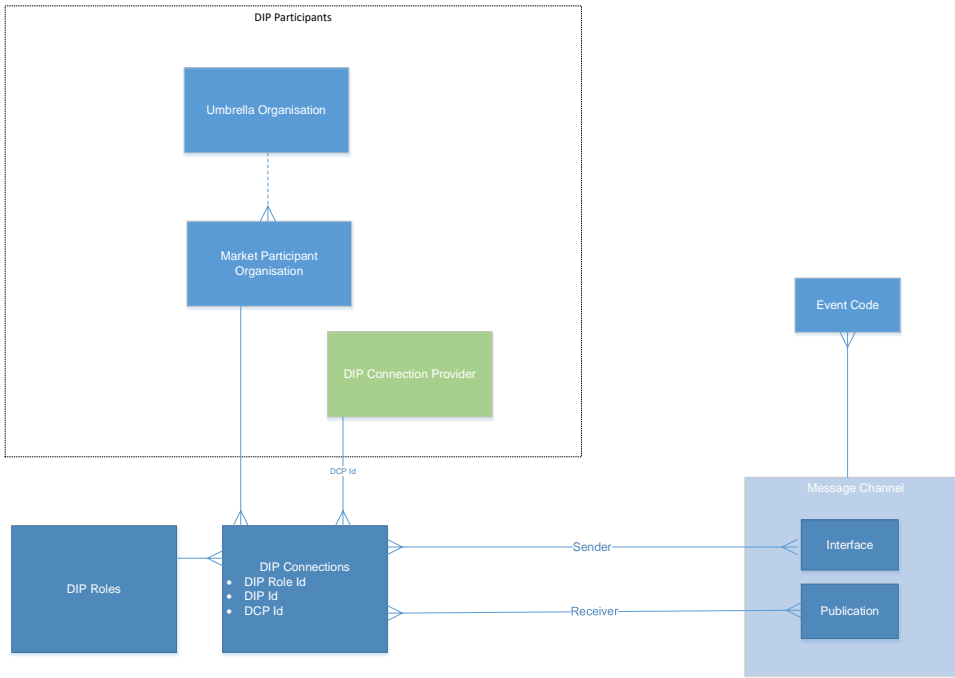 DIP Participants
Umbrella Organisation
Market Participant
Organisation
Event Code
DIP Connection Provider
DCP Id
Message Channel
DIP Roles
DIP Connections
• DIP Role Id
• DIP Id
• DCP Id
Sender
Interface
Receiver
Publication